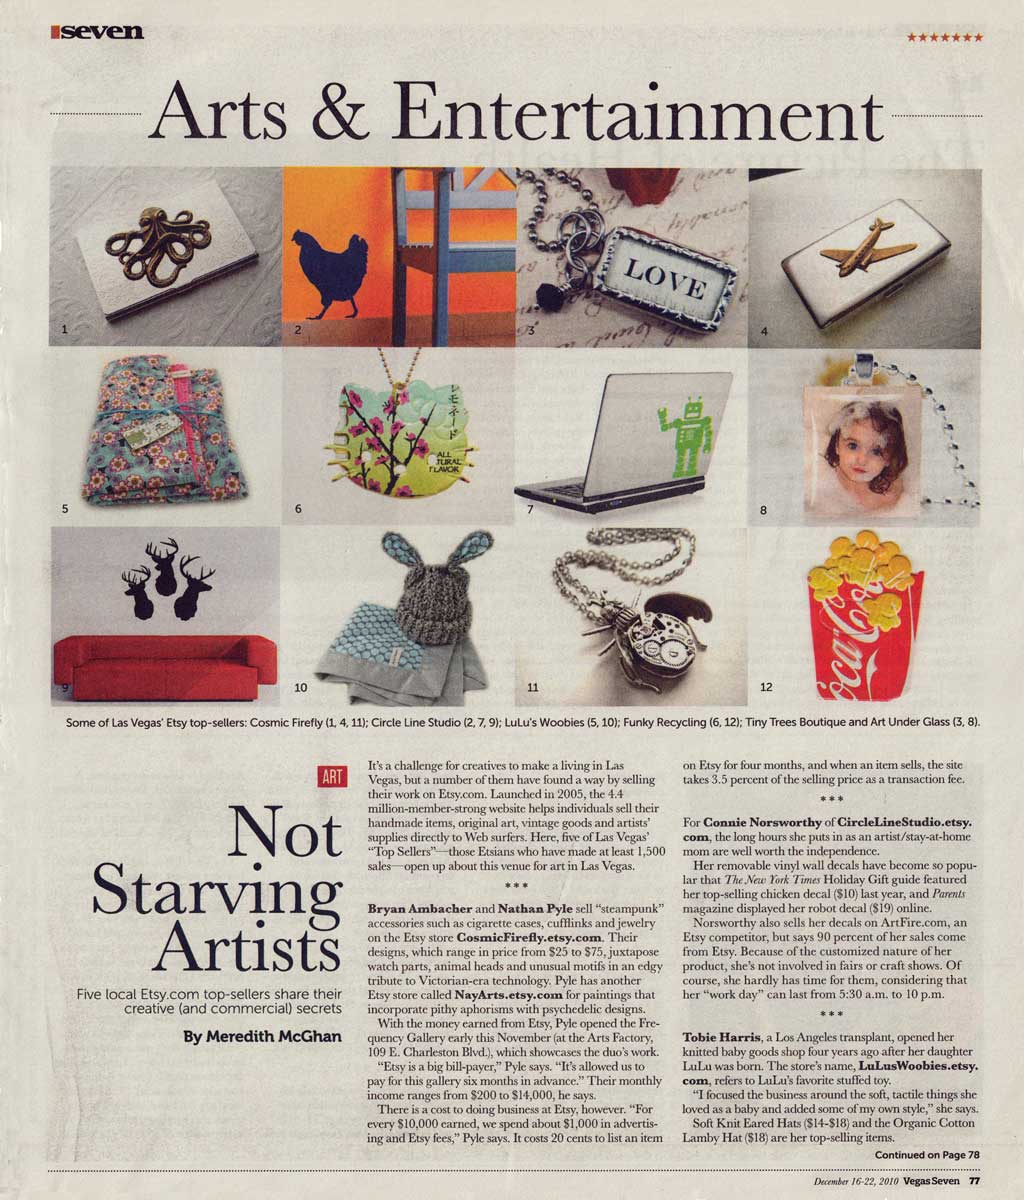 seven
Arts & Entertainment
1
2
3
LOVE
4
5
6
レモネード
ALL
TURAL
FLAVOR
7
8
9
10
11
12
Coca Cola
Some of Las Vegas' Etsy top-sellers: Cosmic Firefly (1, 4, 11); Circle Line Studio (2, 7, 9); LuLu's Woobies (5, 10); Funky Recycling (6, 12); Tiny Trees Boutique and Art Under Glass (3, 8).
ART
Not
Starving
Artists
Five local Etsy.com top-sellers share their
creative (and commercial) secrets
By Meredith McGhan
It's a challenge for creatives to make a living in Las
Vegas, but a number of them have found a way by selling
their work on Etsy.com. Launched in 2005, the 4.4
million-member-strong website helps individuals sell their
handmade items, original art, vintage goods and artists'
supplies directly to Web surfers. Here, five of Las Vegas'
“Top Sellers”—those Etsians who have made at least 1,500
sales—open up about this venue for art in Las Vegas.
***
Bryan Ambacher and Nathan Pyle sell “steampunk”
accessories such as cigarette cases, cufflinks and jewelry
on the Etsy store CosmicFirefly.etsy.com. Their
designs, which range in price from $25 to $75, juxtapose
watch parts, animal heads and unusual motifs in an edgy
tribute to Victorian-era technology. Pyle has another
Etsy store called NayArts.etsy.com for paintings that
incorporate pithy aphorisms with psychedelic designs.
With the money earned from Etsy, Pyle opened the Fre-
quency Gallery early this November (at the Arts Factory,
109 E. Charleston Blvd.), which showcases the duo's work.
“Etsy is a big bill-payer,” Pyle says. “It's allowed us to
pay for this gallery six months in advance.” Their monthly
income ranges from $200 to $14,000, he says.
There is a cost to doing business at Etsy, however. “For
every $10,000 earned, we spend about $1,000 in advertis-
ing and Etsy fees,” Pyle says. It costs 20 cents to list an item
on Etsy for four months, and when an item sells, the site
takes 3.5 percent of the selling price as a transaction fee.
***
For Connie Norsworthy of CircleLineStudio.etsy.
com, the long hours she puts in as an artist/stay-at-home
mom are well worth the independence.
Her removable vinyl wall decals have become so popu-
lar that The New York Times Holiday Gift guide featured
her top-selling chicken decal ($10) last year, and Parents
magazine displayed her robot decal ($19) online.
Norsworthy also sells her decals on ArtFire.com, an
Etsy competitor, but says 90 percent of her sales come
from Etsy. Because of the customized nature of her
product, she's not involved in fairs or craft shows. Of
course, she hardly has time for them, considering that
her “work day” can last from 5:30 a.m. to 10 p.m.
***
Tobie Harris, a Los Angeles transplant, opened her
knitted baby goods shop four years ago after her daughter
LuLu was born. The store's name, LuLusWoobies.etsy.
com, refers to LuLu's favorite stuffed toy.
“I focused the business around the soft, tactile things she
loved as a baby and added some of my own style,” she says.
Soft Knit Eared Hats ($14-$18) and the Organic Cotton
Lamby Hat ($18) are her top-selling items.
Continued on Page 78
December 16-22, 2010 Vegas Seven 77